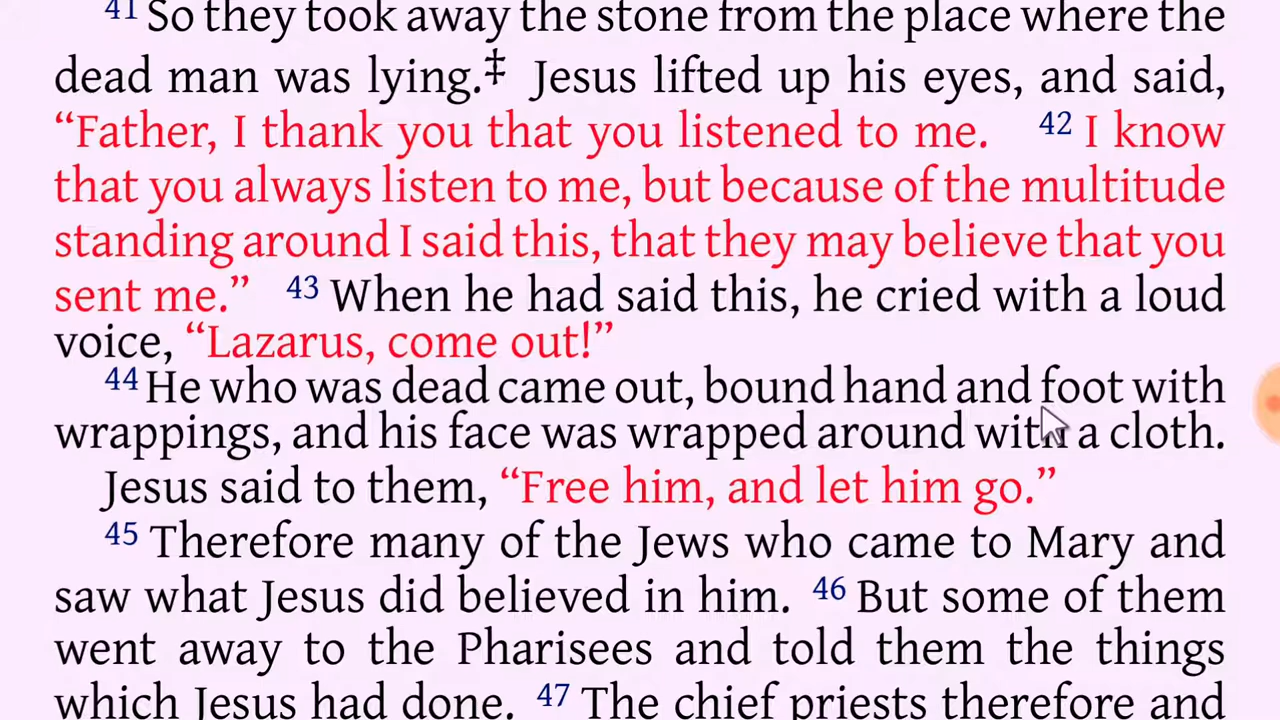 41 So they took away the stone from the place where the
dead man was lying.‡ Jesus lifted up his eyes, and said,
“Father, I thank you that you listened to me. 42 I know
that you always listen to me, but because of the multitude
standing around I said this, that they may believe that you
sent me.” 43 When he had said this, he cried with a loud
voice, “Lazarus, come out!”
44 He who was dead came out, bound hand and foot with
wrappings, and his face was wrapped around with a cloth.
Jesus said to them, “Free him, and let him go.”
45 Therefore many of the Jews who came to Mary and
saw what Jesus did believed in him. 46 But some of them
went away to the Pharisees and told them the things
which Jesus had done. 47 The chief priests therefore and